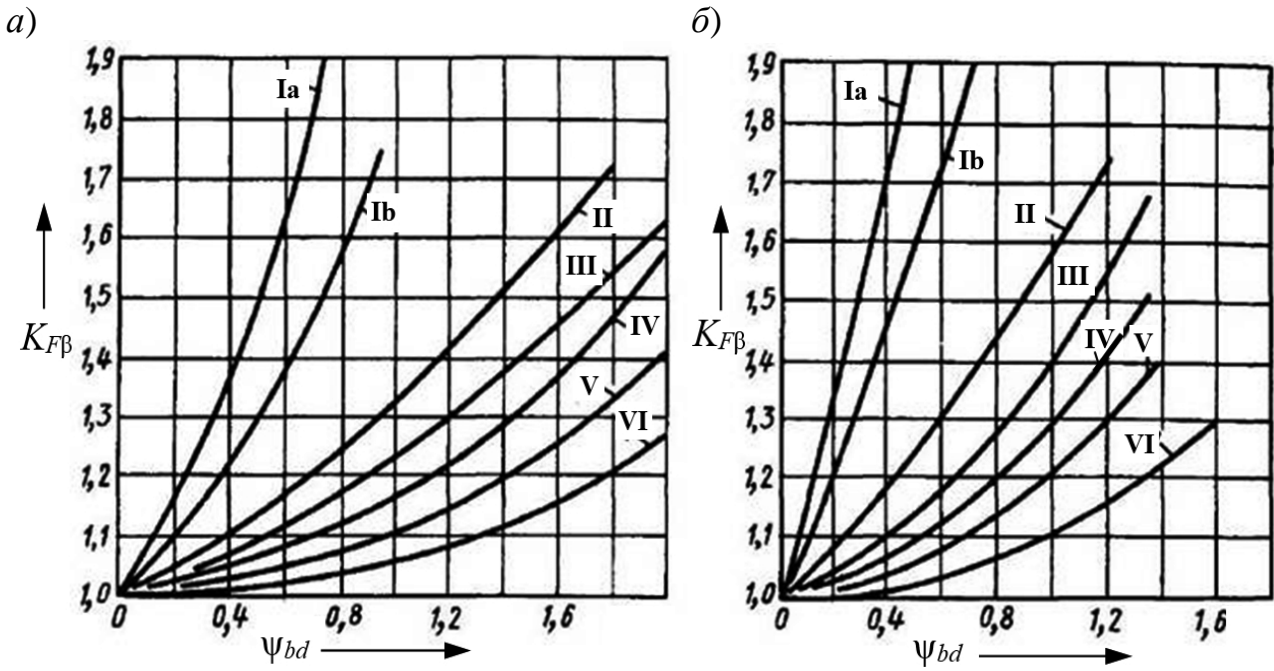 а)
1,9
1,8
1,7
1,6
1,5
1,4
1,3
1,2
1,1
1,0
KFβ
Ia
Ib
II
III
IV
V
VI
0
0,4
0,8
1,2
1,6
ψbd
б)
1,9
1,8
1,7
1,6
1,5
1,4
1,3
1,2
1,1
1,0
KFβ
Ia
Ib
II
III
IV
V
VI
0
0,4
0,8
1,2
1,6
ψbd